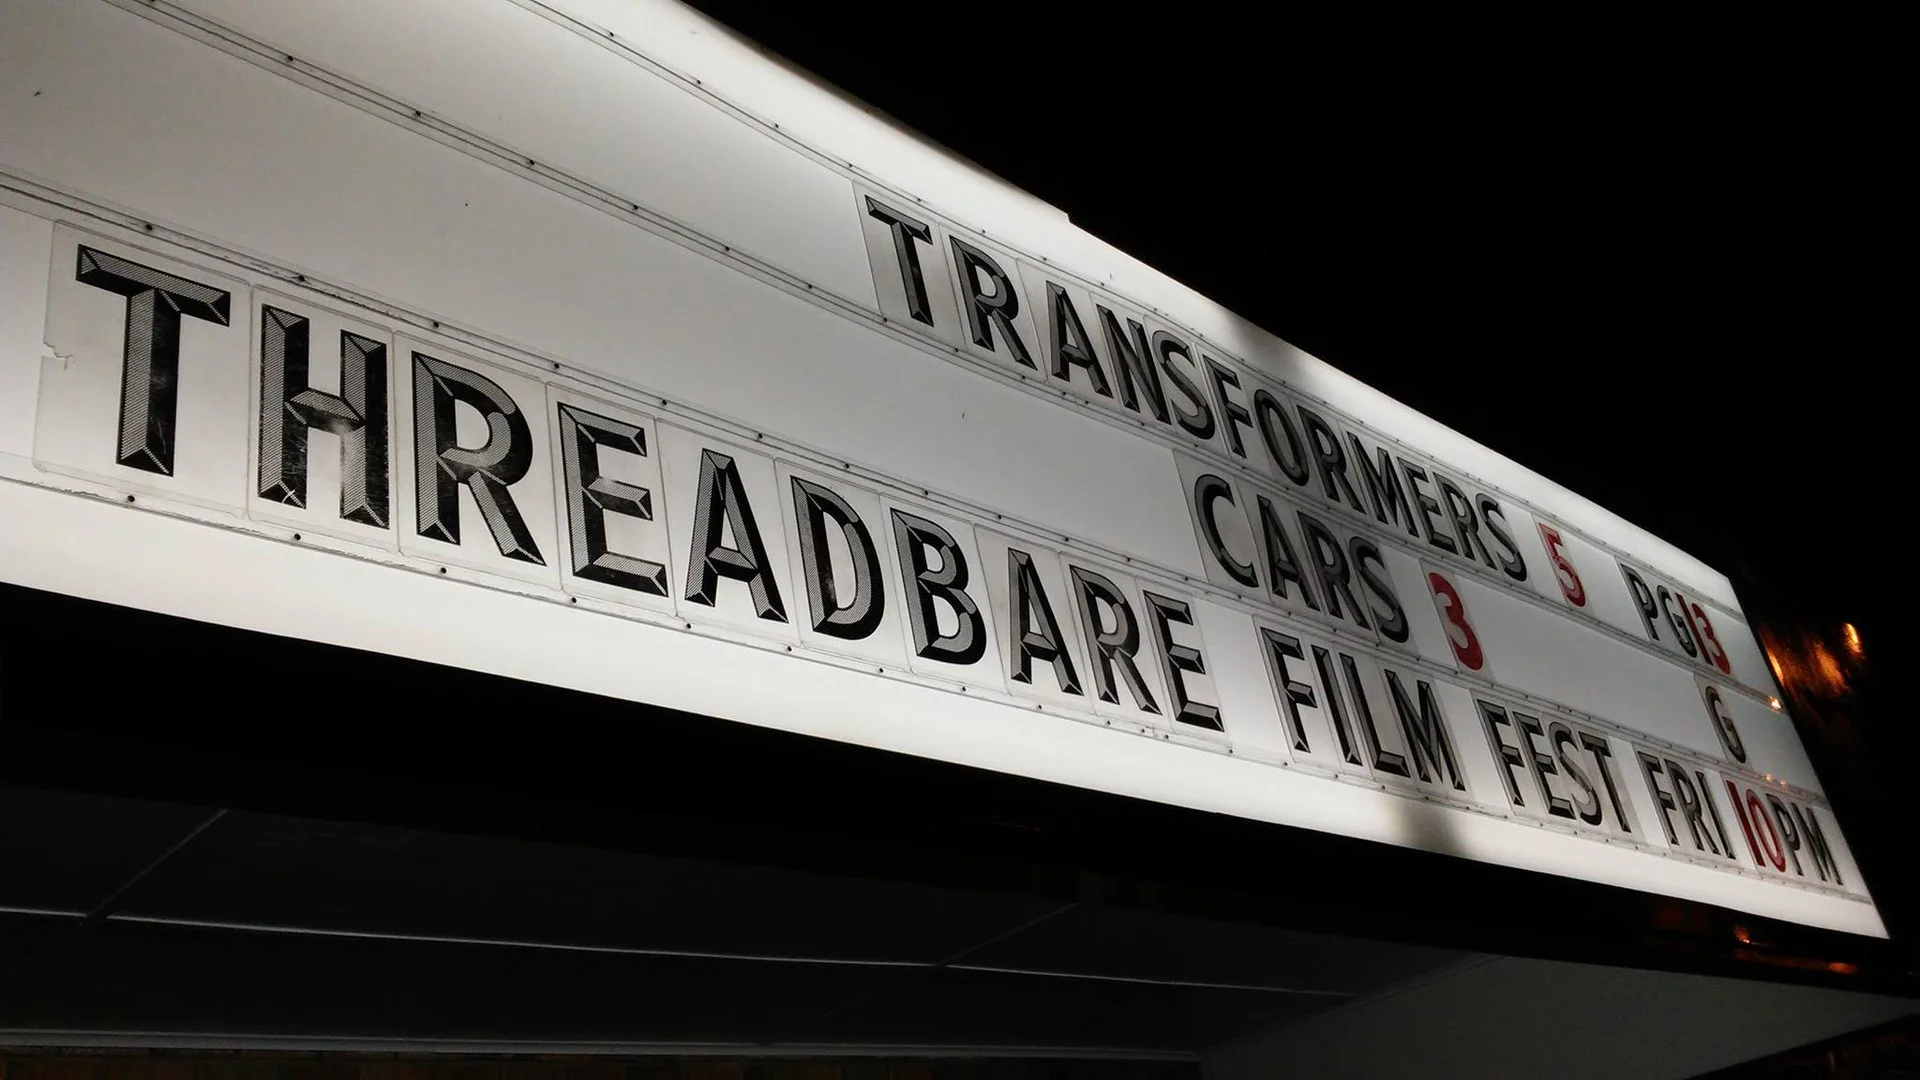 TRANSFORMERS 5 PG13
CARS 3 G
THREADBARE FILM FEST FRI 10PM